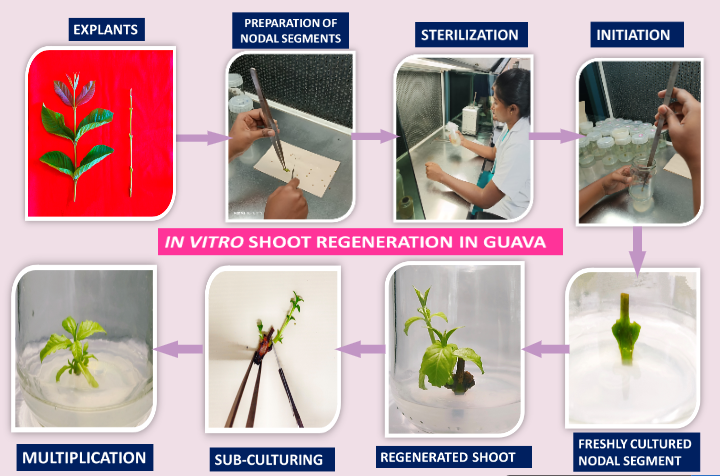 EXPLANTS
PREPARATION OF
NODAL SEGMENTS
STERILIZATION
INITIATION
IN VITRO SHOOT REGENERATION IN GUAVA
MULTIPLICATION
SUB-CULTURING
REGENERATED SHOOT
FRESHLY CULTURED
NODAL SEGMENT